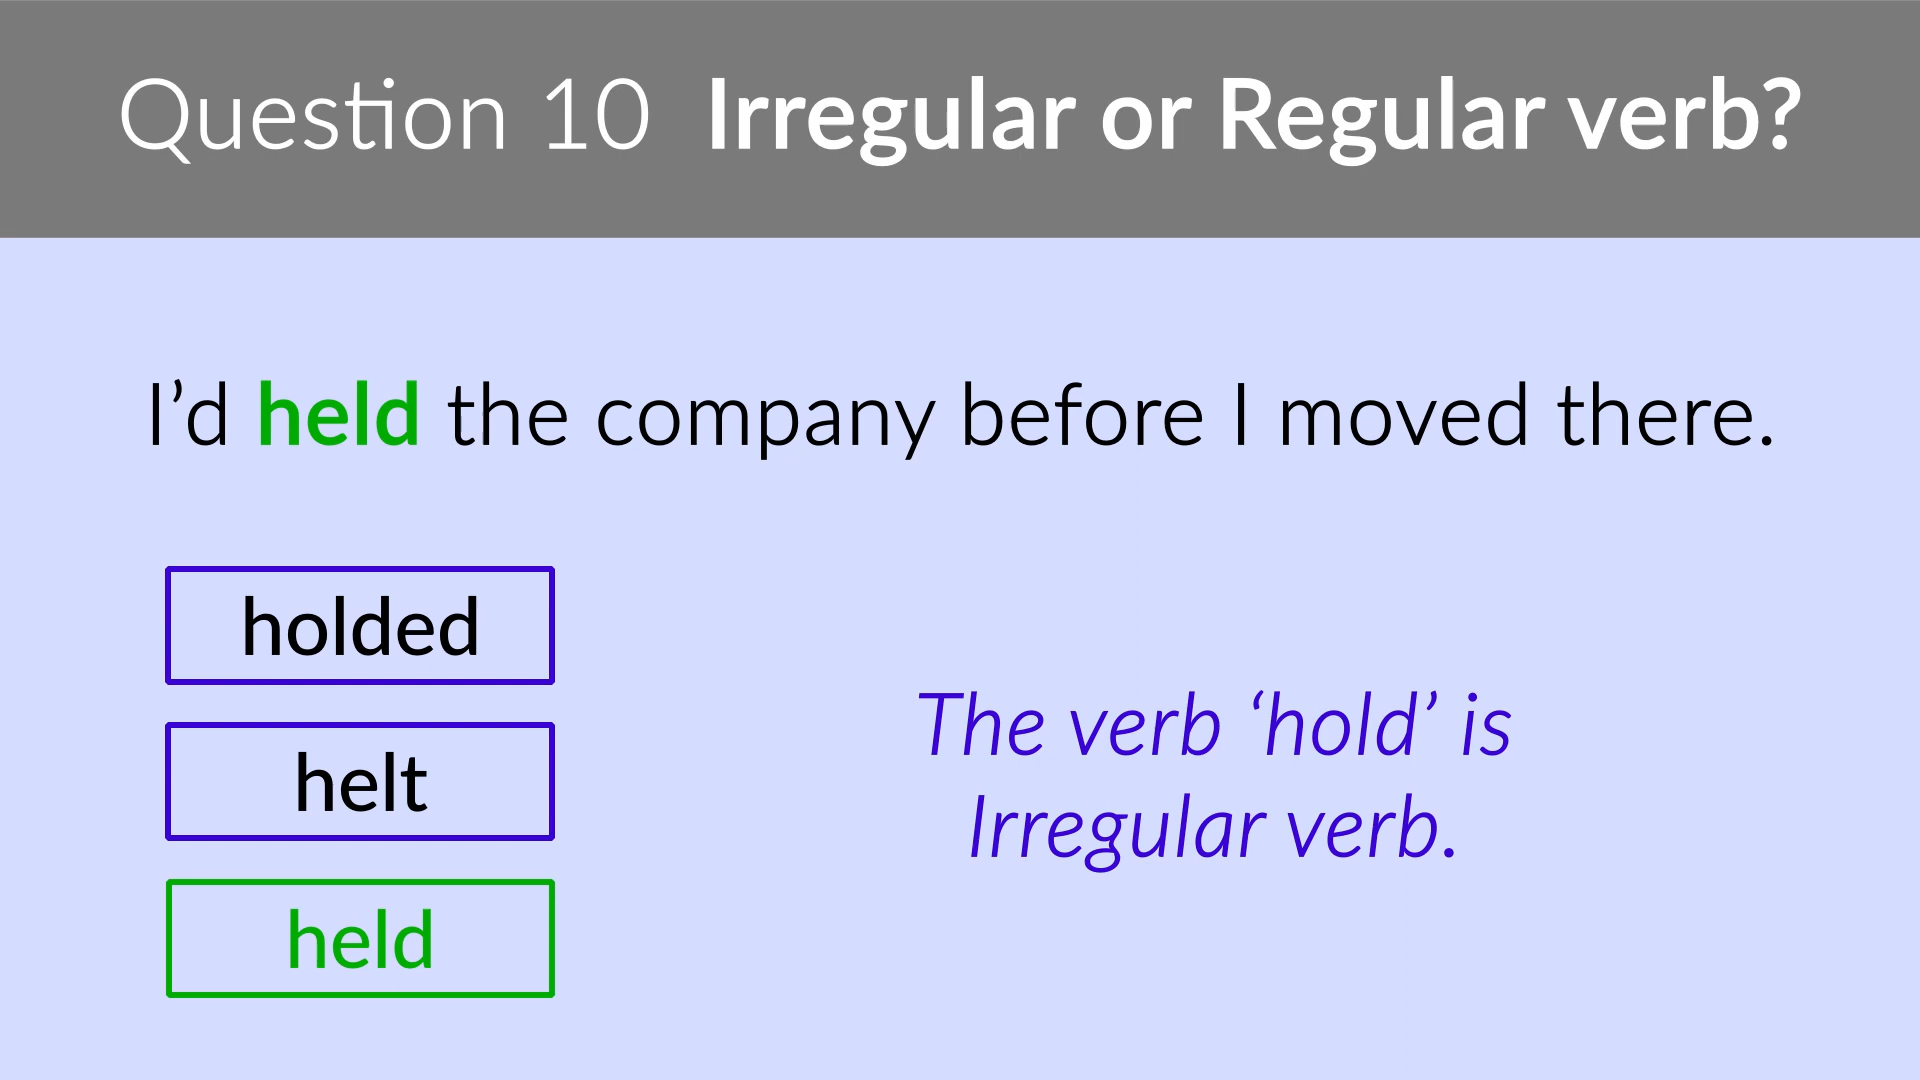 Question 10 Irregular or Regular verb?
I’d held the company before I moved there.
holded
helt
held
The verb ‘hold’ is
Irregular verb.